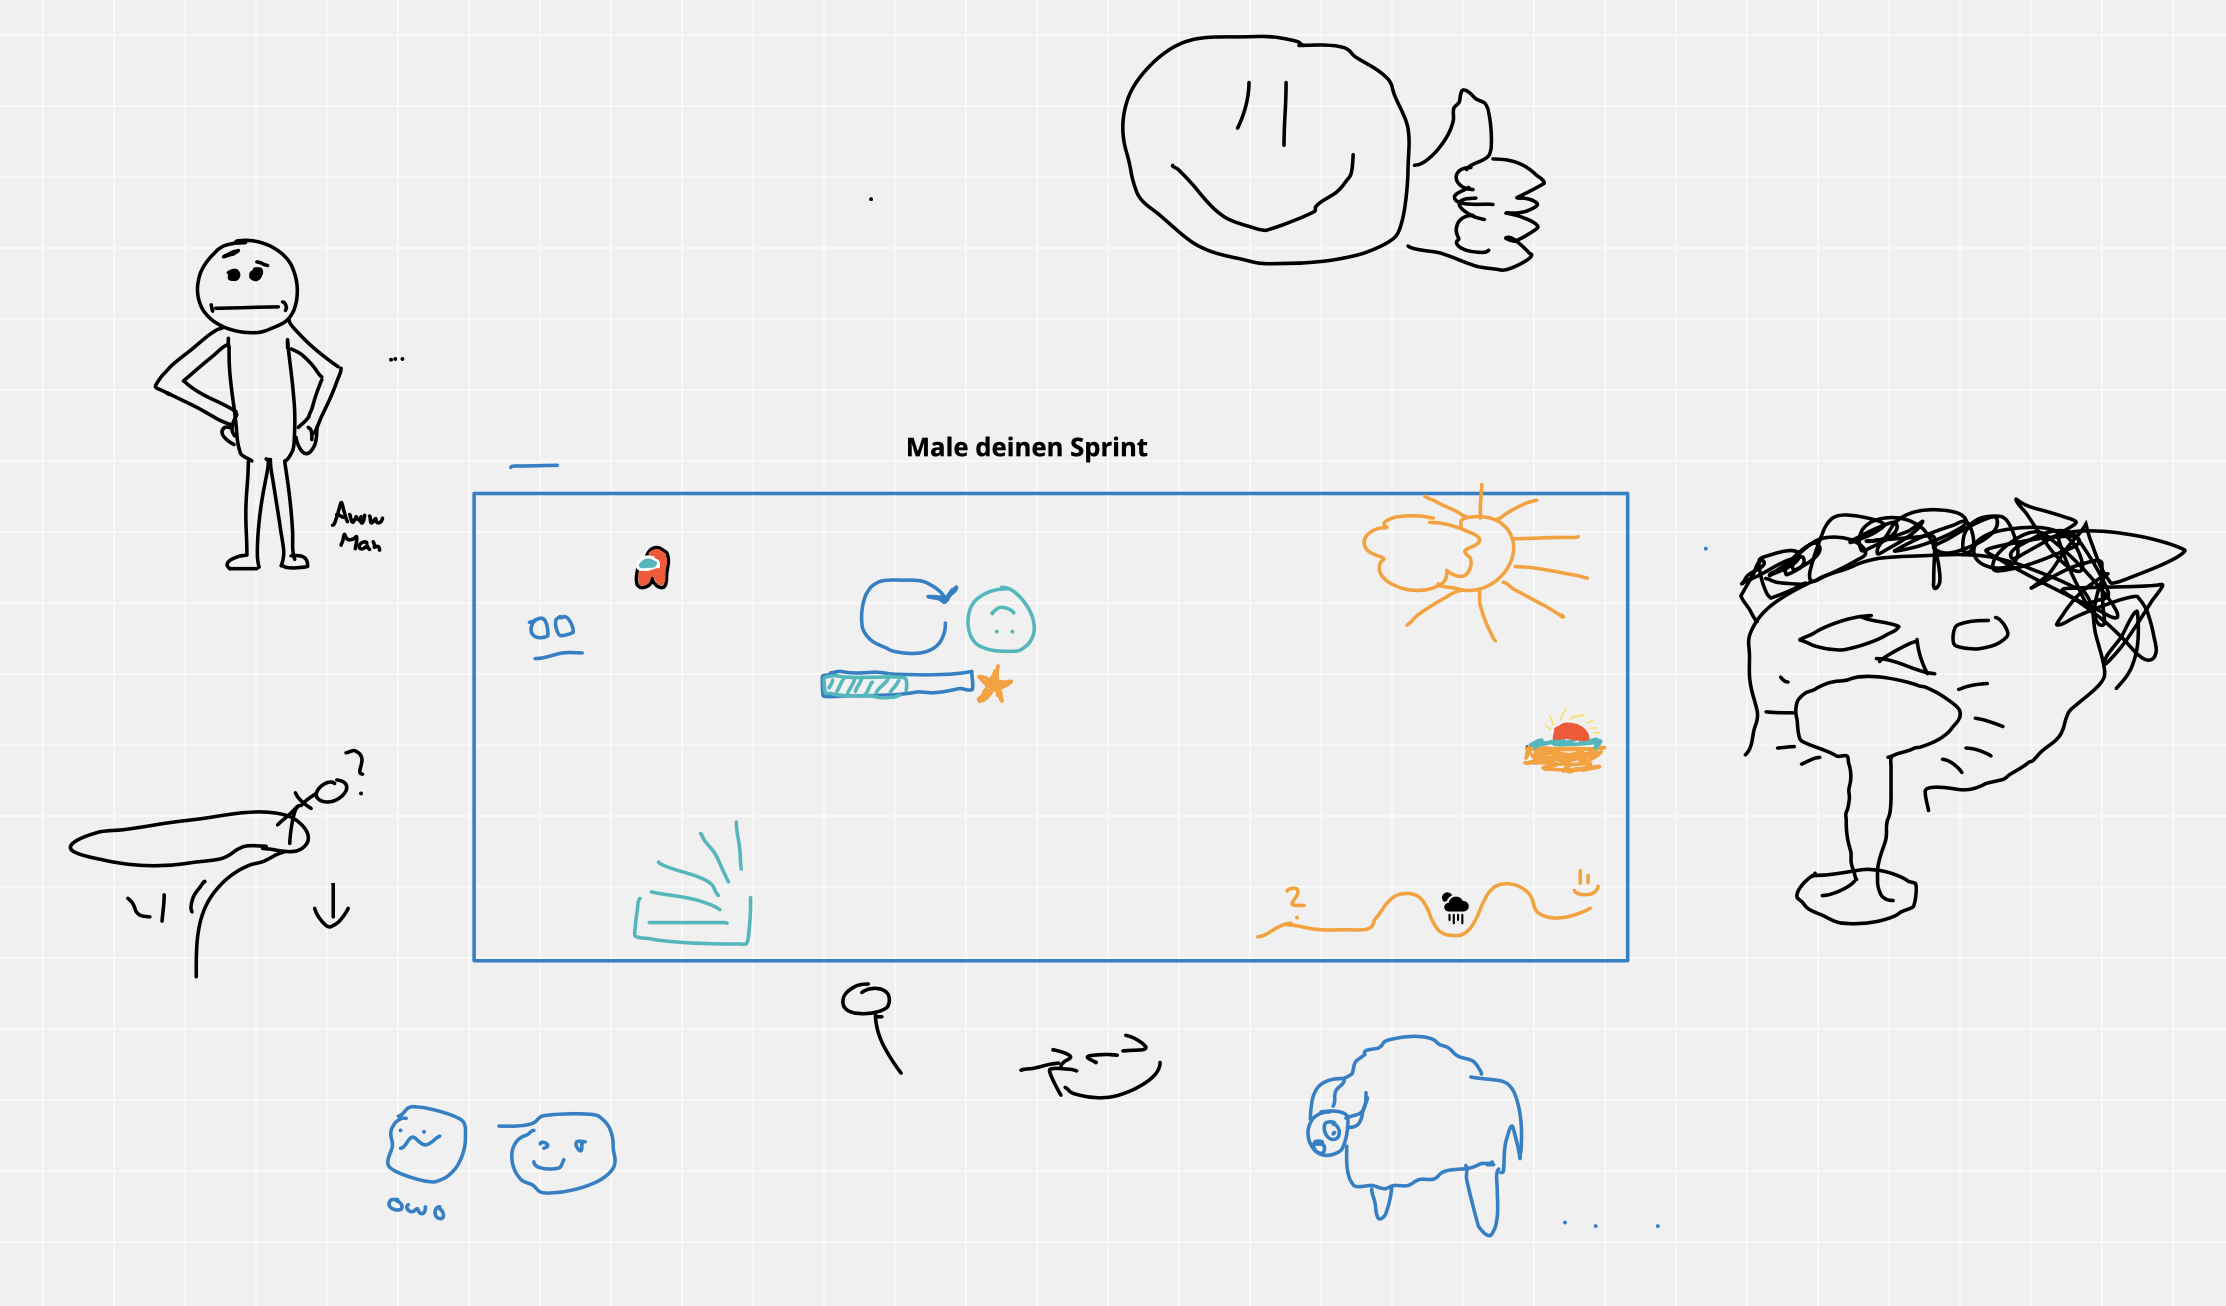 Male deinen Sprint
...
Aww
Man
?
?
owo